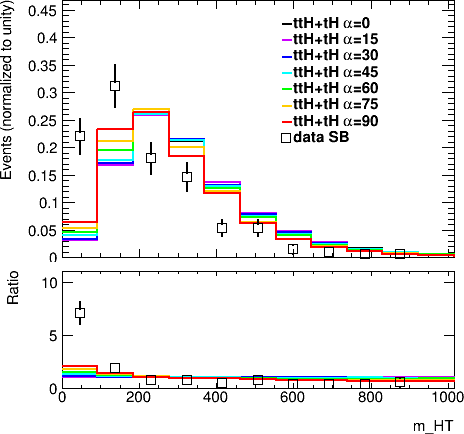 Events (normalized to unity)
0.45
0.4
0.35
0.3
0.25
0.2
0.15
0.1
0.05
0
ttH+tH α=0
ttH+tH α=15
ttH+tH α=30
ttH+tH α=45
ttH+tH α=60
ttH+tH α=75
ttH+tH α=90
data SB
Ratio
10
5
0
0 200 400 600 800 1000
m_HT